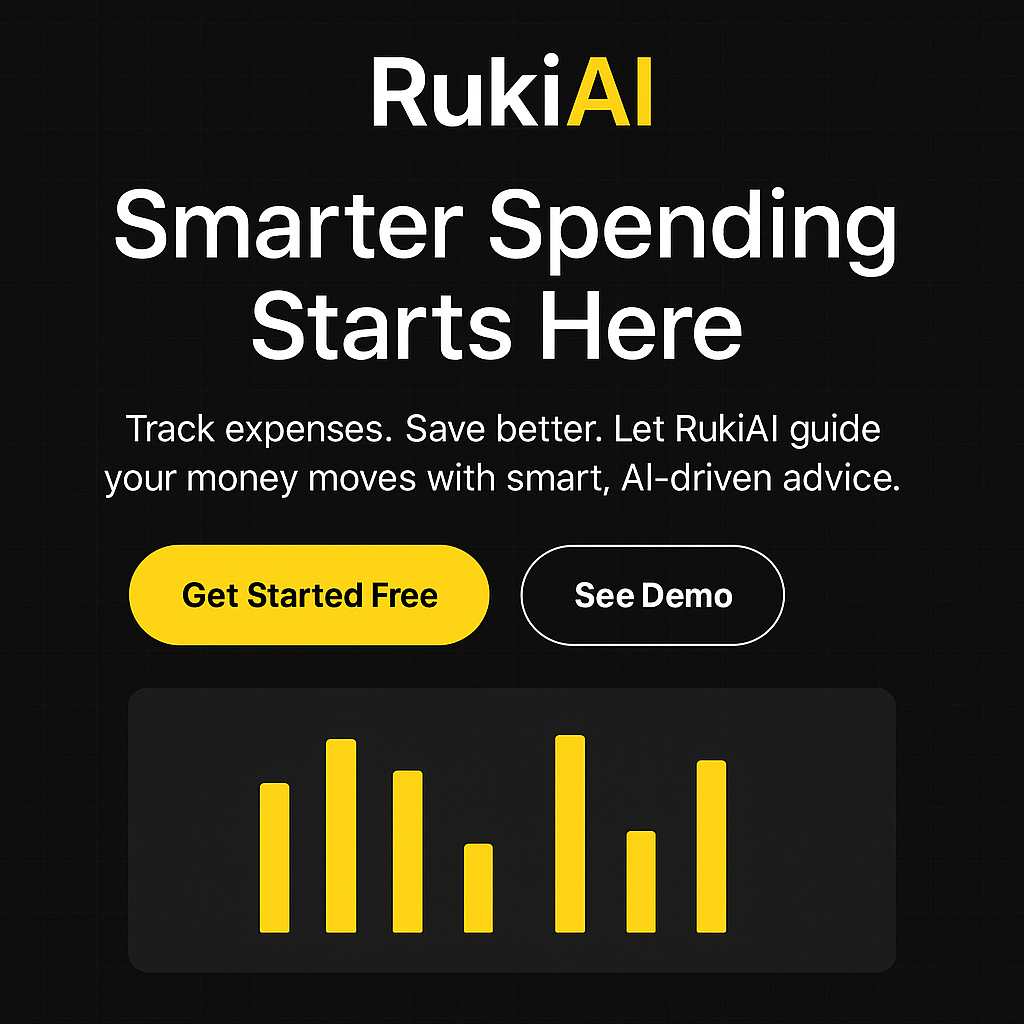 RukiAI
Smarter Spending
Starts Here
Track expenses. Save better. Let RukiAI guide
your money moves with smart, AI-driven advice.
Get Started Free
See Demo